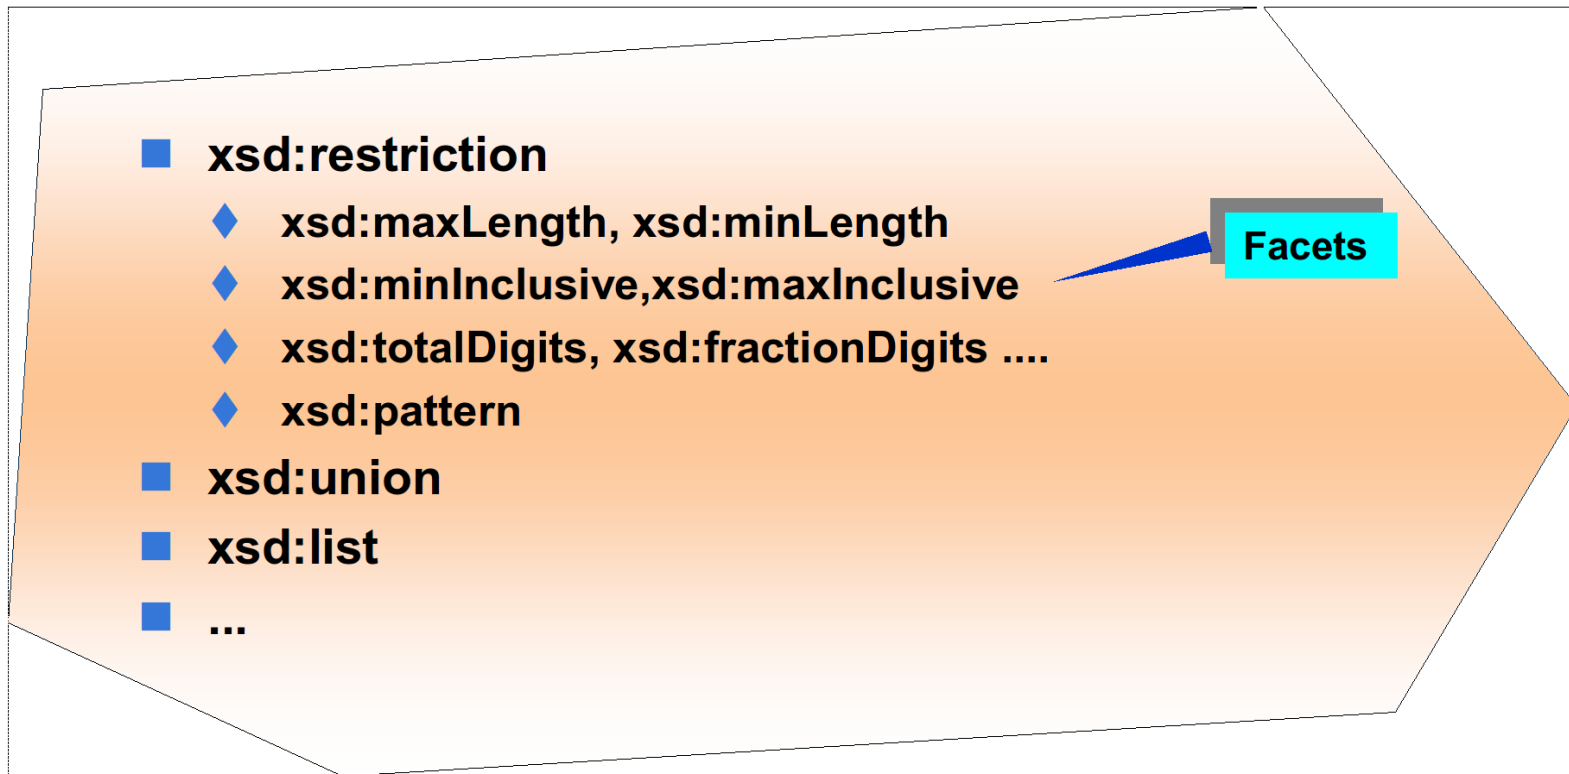 xsd:restriction
xsd:maxLength, xsd:minLength
xsd:minInclusive,xsd:maxInclusive
Facets
xsd:totalDigits, xsd:fractionDigits ....
xsd:pattern
xsd:union
xsd:list
...